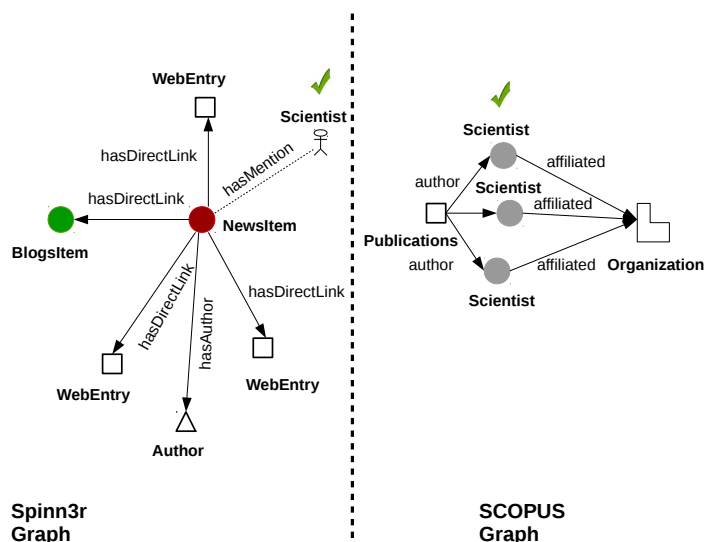 WebEntry
Scientist
hasDirectLink
hasMention
hasDirectLink
NewsItem
BlogsItem
hasDirectLink
hasAuthor
hasDirectLink
WebEntry
WebEntry
Author
Spinn3r
Graph
Scientist
affiliated
author
Scientist
affiliated
Publications
author
affiliated
Organization
Scientist
SCOPUS
Graph